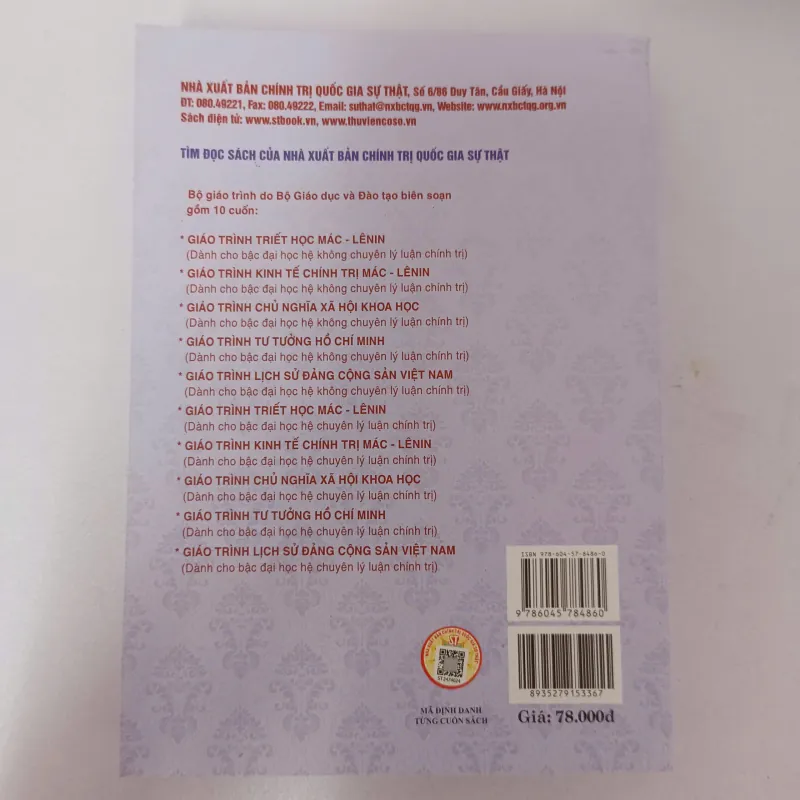 NHÀ XUẤT BẢN CHÍNH TRỊ QUỐC GIA SỰ THẬT, Số 6/86 Duy Tân, Cầu Giấy, Hà Nội
ĐT: 080.49221, Fax: 080.49222, Email: suthat@nxbctqg.vn, Website: www.nxbctqg.org.vn
Sách điện tử: www.stbook.vn, www.thuviencoso.vn
TÌM ĐỌC SÁCH CỦA NHÀ XUẤT BẢN CHÍNH TRỊ QUỐC GIA SỰ THẬT
Bộ giáo trình do Bộ Giáo dục và Đào tạo biên soạn
gồm 10 cuốn:
* GIÁO TRÌNH TRIẾT HỌC MÁC - LÊNIN
(Dành cho bậc đại học hệ không chuyên lý luận chính trị)
* GIÁO TRÌNH KINH TẾ CHÍNH TRỊ MÁC - LÊNIN
(Dành cho bậc đại học hệ không chuyên lý luận chính trị)
* GIÁO TRÌNH CHỦ NGHĨA XÃ HỘI KHOA HỌC
(Dành cho bậc đại học hệ không chuyên lý luận chính trị)
* GIÁO TRÌNH TƯ TƯỞNG HỒ CHÍ MINH
(Dành cho bậc đại học hệ không chuyên lý luận chính trị)
* GIÁO TRÌNH LỊCH SỬ ĐẢNG CỘNG SẢN VIỆT NAM
(Dành cho bậc đại học hệ không chuyên lý luận chính trị)
* GIÁO TRÌNH TRIẾT HỌC MÁC - LÊNIN
(Dành cho bậc đại học hệ chuyên lý luận chính trị)
* GIÁO TRÌNH KINH TẾ CHÍNH TRỊ MÁC - LÊNIN
(Dành cho bậc đại học hệ chuyên lý luận chính trị)
* GIÁO TRÌNH CHỦ NGHĨA XÃ HỘI KHOA HỌC
(Dành cho bậc đại học hệ chuyên lý luận chính trị)
* GIÁO TRÌNH TƯ TƯỞNG HỒ CHÍ MINH
(Dành cho bậc đại học hệ chuyên lý luận chính trị)
* GIÁO TRÌNH LỊCH SỬ ĐẢNG CỘNG SẢN VIỆT NAM
(Dành cho bậc đại học hệ chuyên lý luận chính trị)
ISBN 978-604-57-8486-0
9 786045 784860
8935279153367
MÃ ĐỊNH DANH
TỪNG CUỐN SÁCH
Giá: 78.000đ